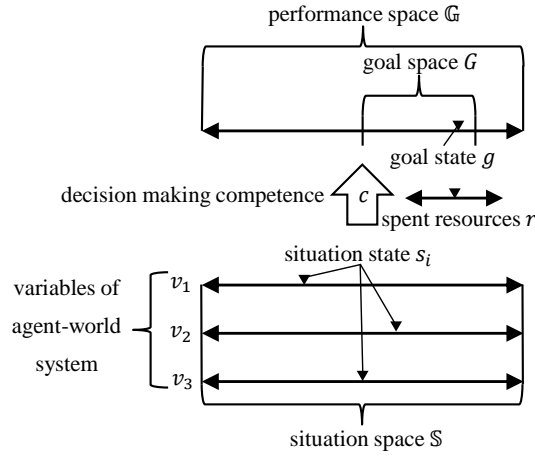 performance space 𝔾
goal space G
goal state g
decision making competence
c
spent resources r
situation state sᵢ
variables of
agent-world
system
v₁
v₂
v₃
situation space 𝕊